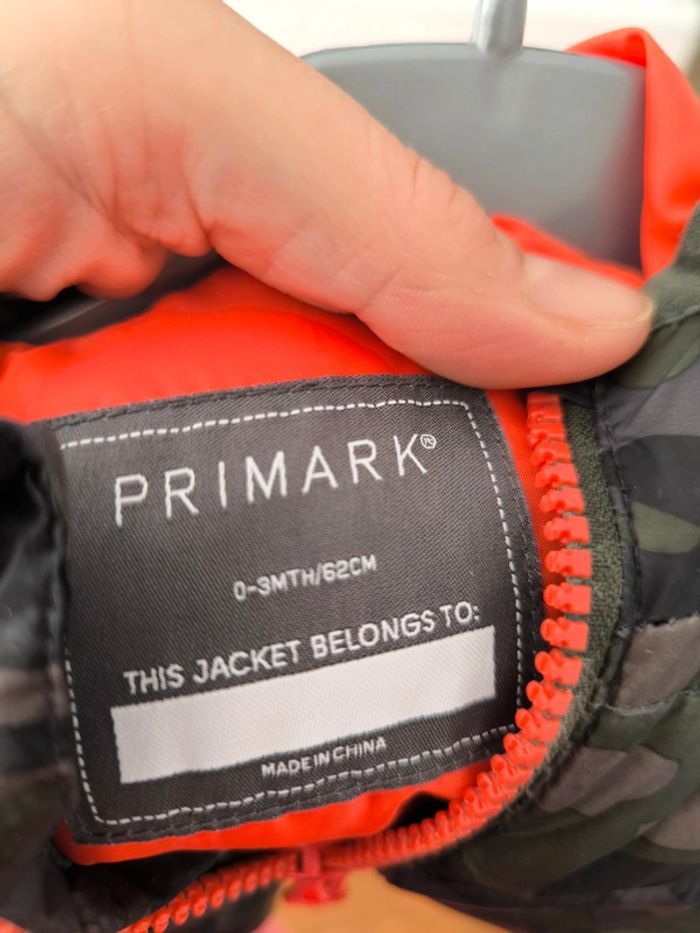 PRIMARK®
0-3MTH/62CM
THIS JACKET BELONGS TO:
MADE IN CHINA